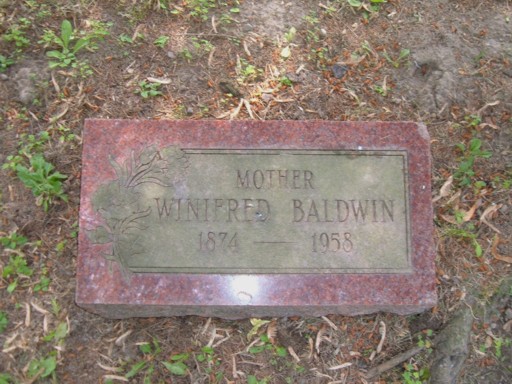 MOTHER
WINIFRED BALDWIN
1874 — 1958